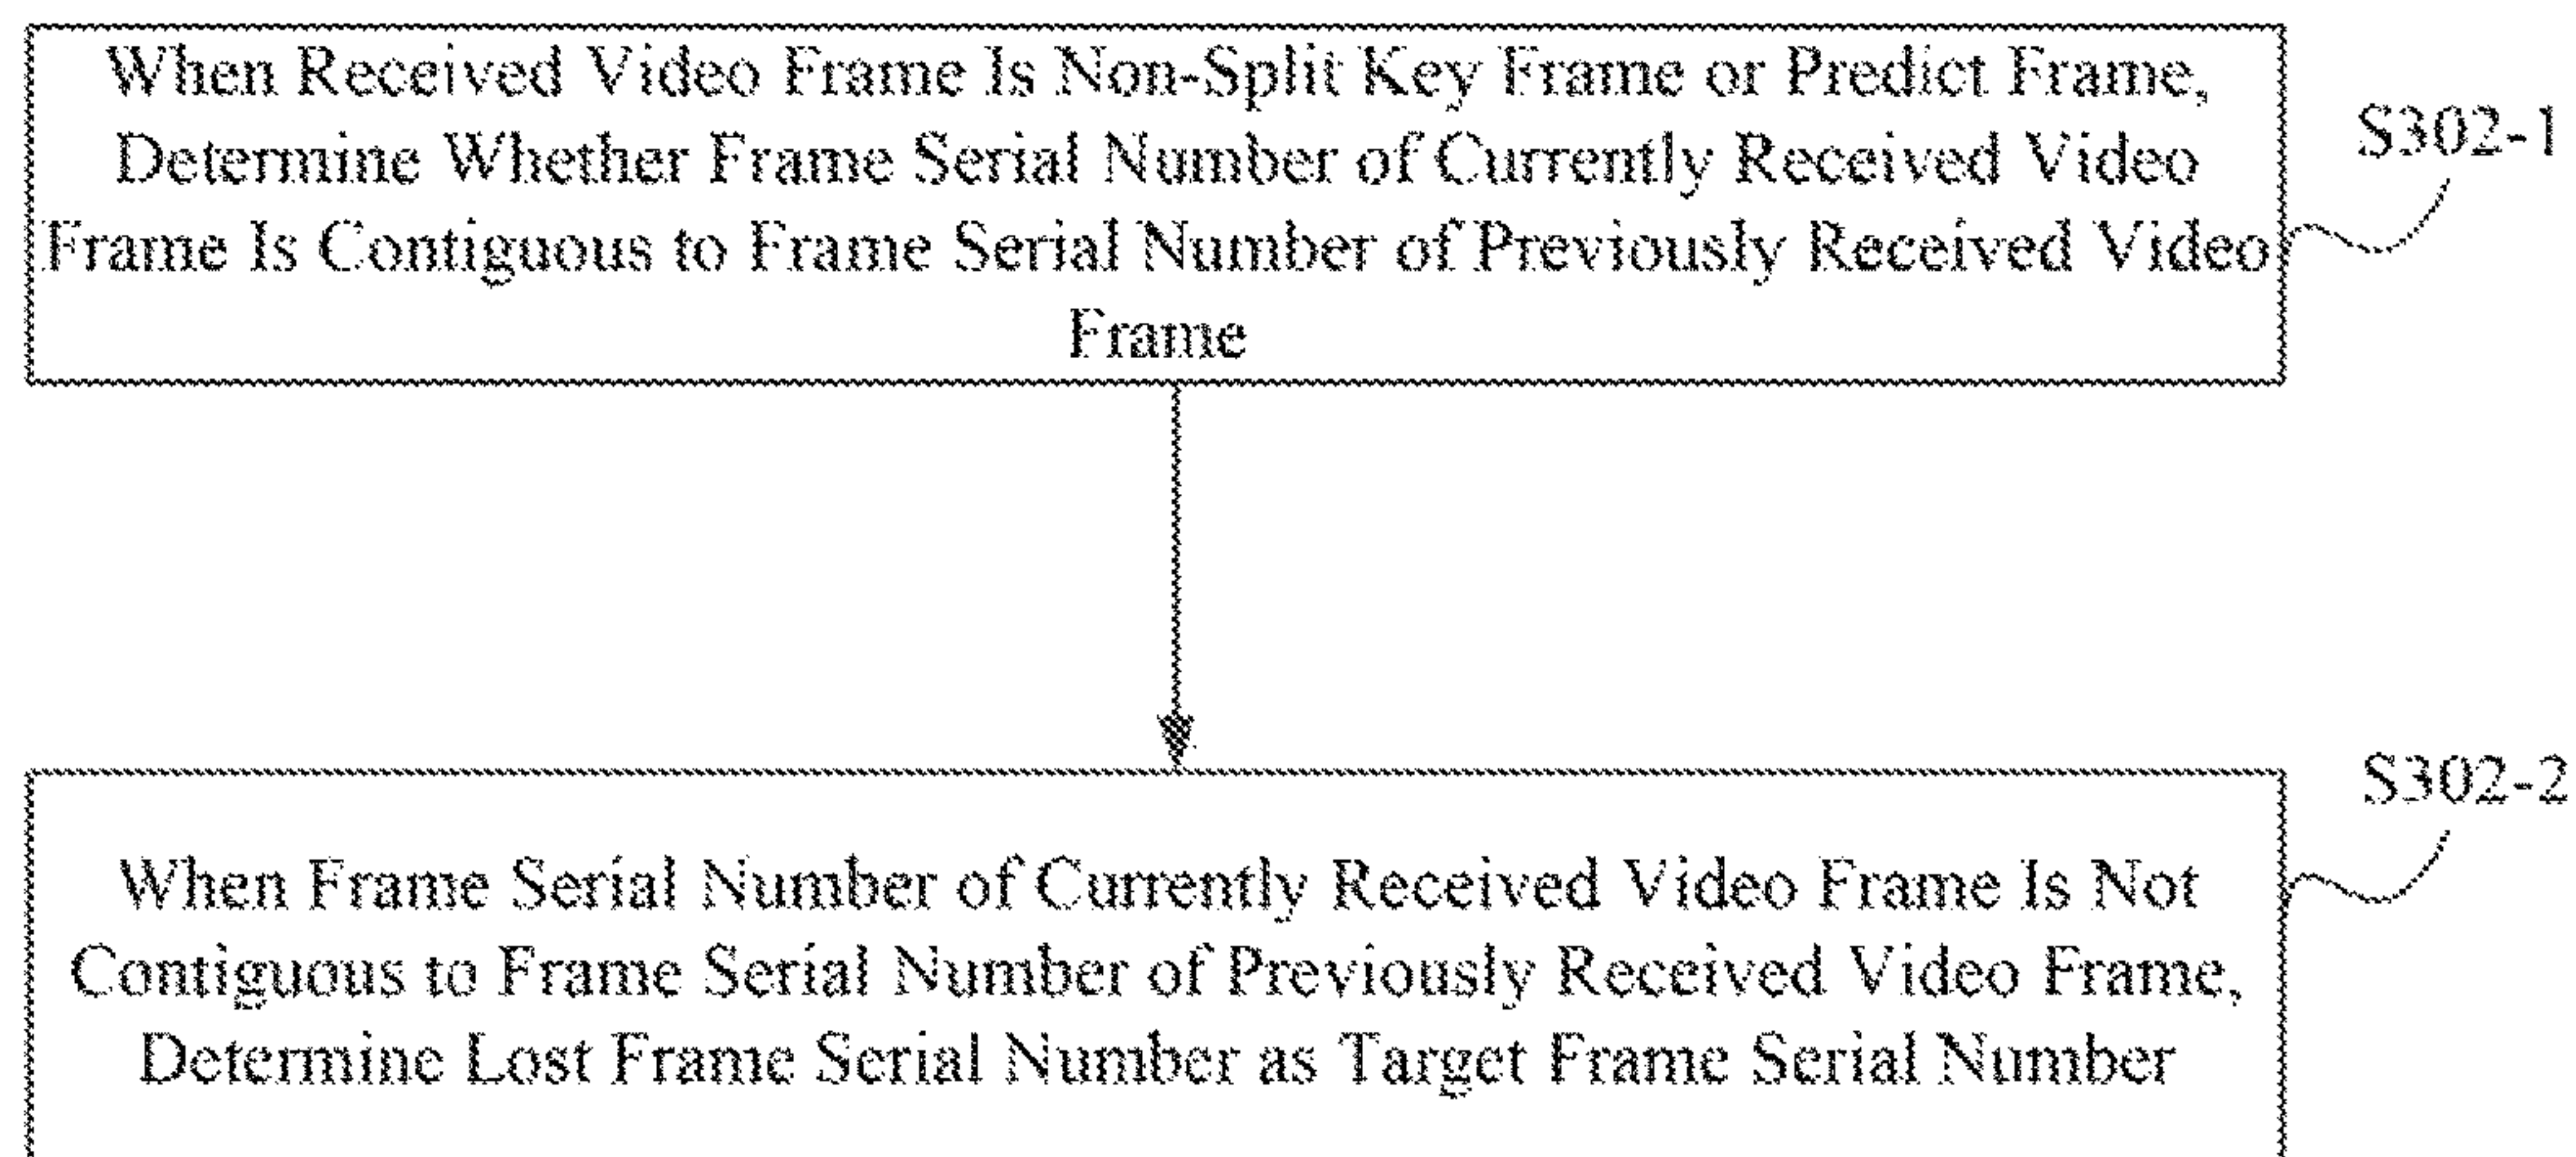 When Received Video Frame Is Non-Split Key Frame or Predict Frame,
Determine Whether Frame Serial Number of Currently Received Video
Frame Is Contiguous to Frame Serial Number of Previously Received Video
Frame
S302-1
When Frame Serial Number of Currently Received Video Frame Is Not
Contiguous to Frame Serial Number of Previously Received Video Frame,
Determine Lost Frame Serial Number as Target Frame Serial Number
S302-2